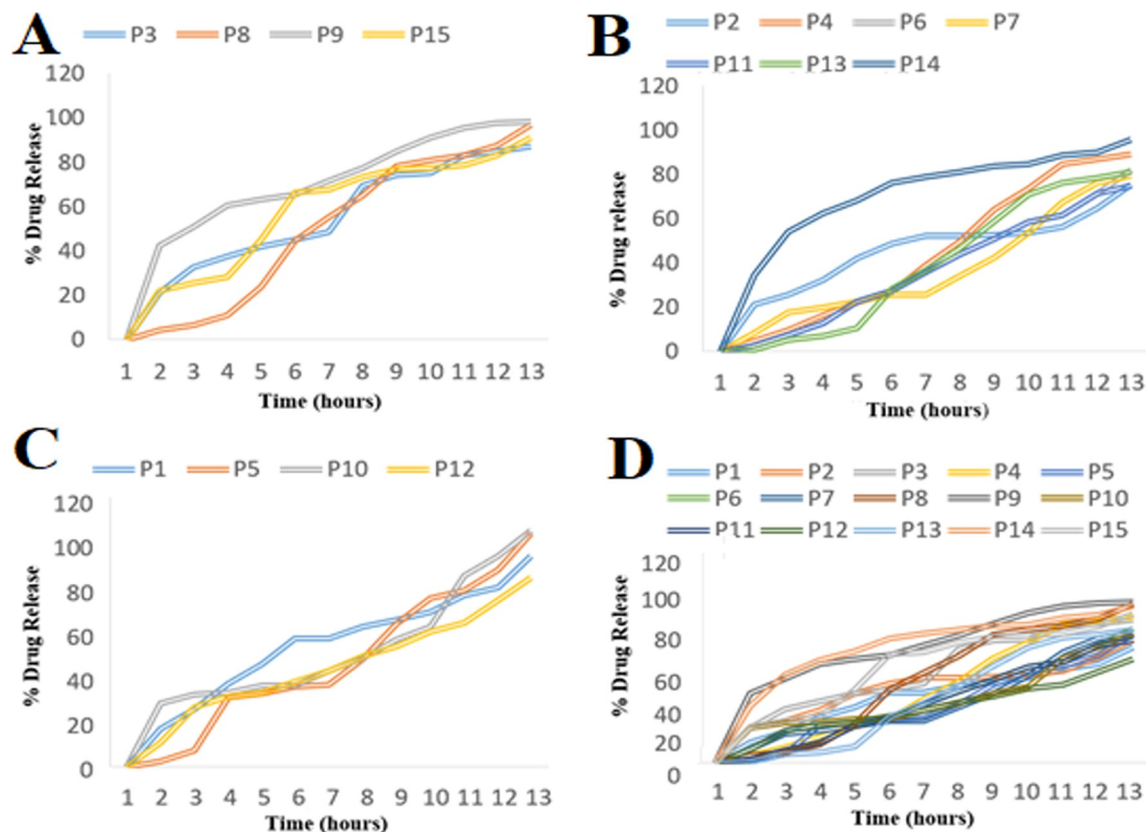 A
P3 P8 P9 P15
120
100
80
60
40
20
0
% Drug Release
1 2 3 4 5 6 7 8 9 10 11 12 13
Time (hours)
B
P2 P4 P6 P7
P11 P13 P14
120
100
80
60
40
20
0
% Drug release
1 2 3 4 5 6 7 8 9 10 11 12 13
Time (hours)
C
P1 P5 P10 P12
120
100
80
60
40
20
0
% Drug Release
1 2 3 4 5 6 7 8 9 10 11 12 13
Time (hours)
D
P1 P2 P3 P4 P5
P6 P7 P8 P9 P10
P11 P12 P13 P14 P15
120
100
80
60
40
20
0
% Drug Release
1 2 3 4 5 6 7 8 9 10 11 12 13
Time (hours)